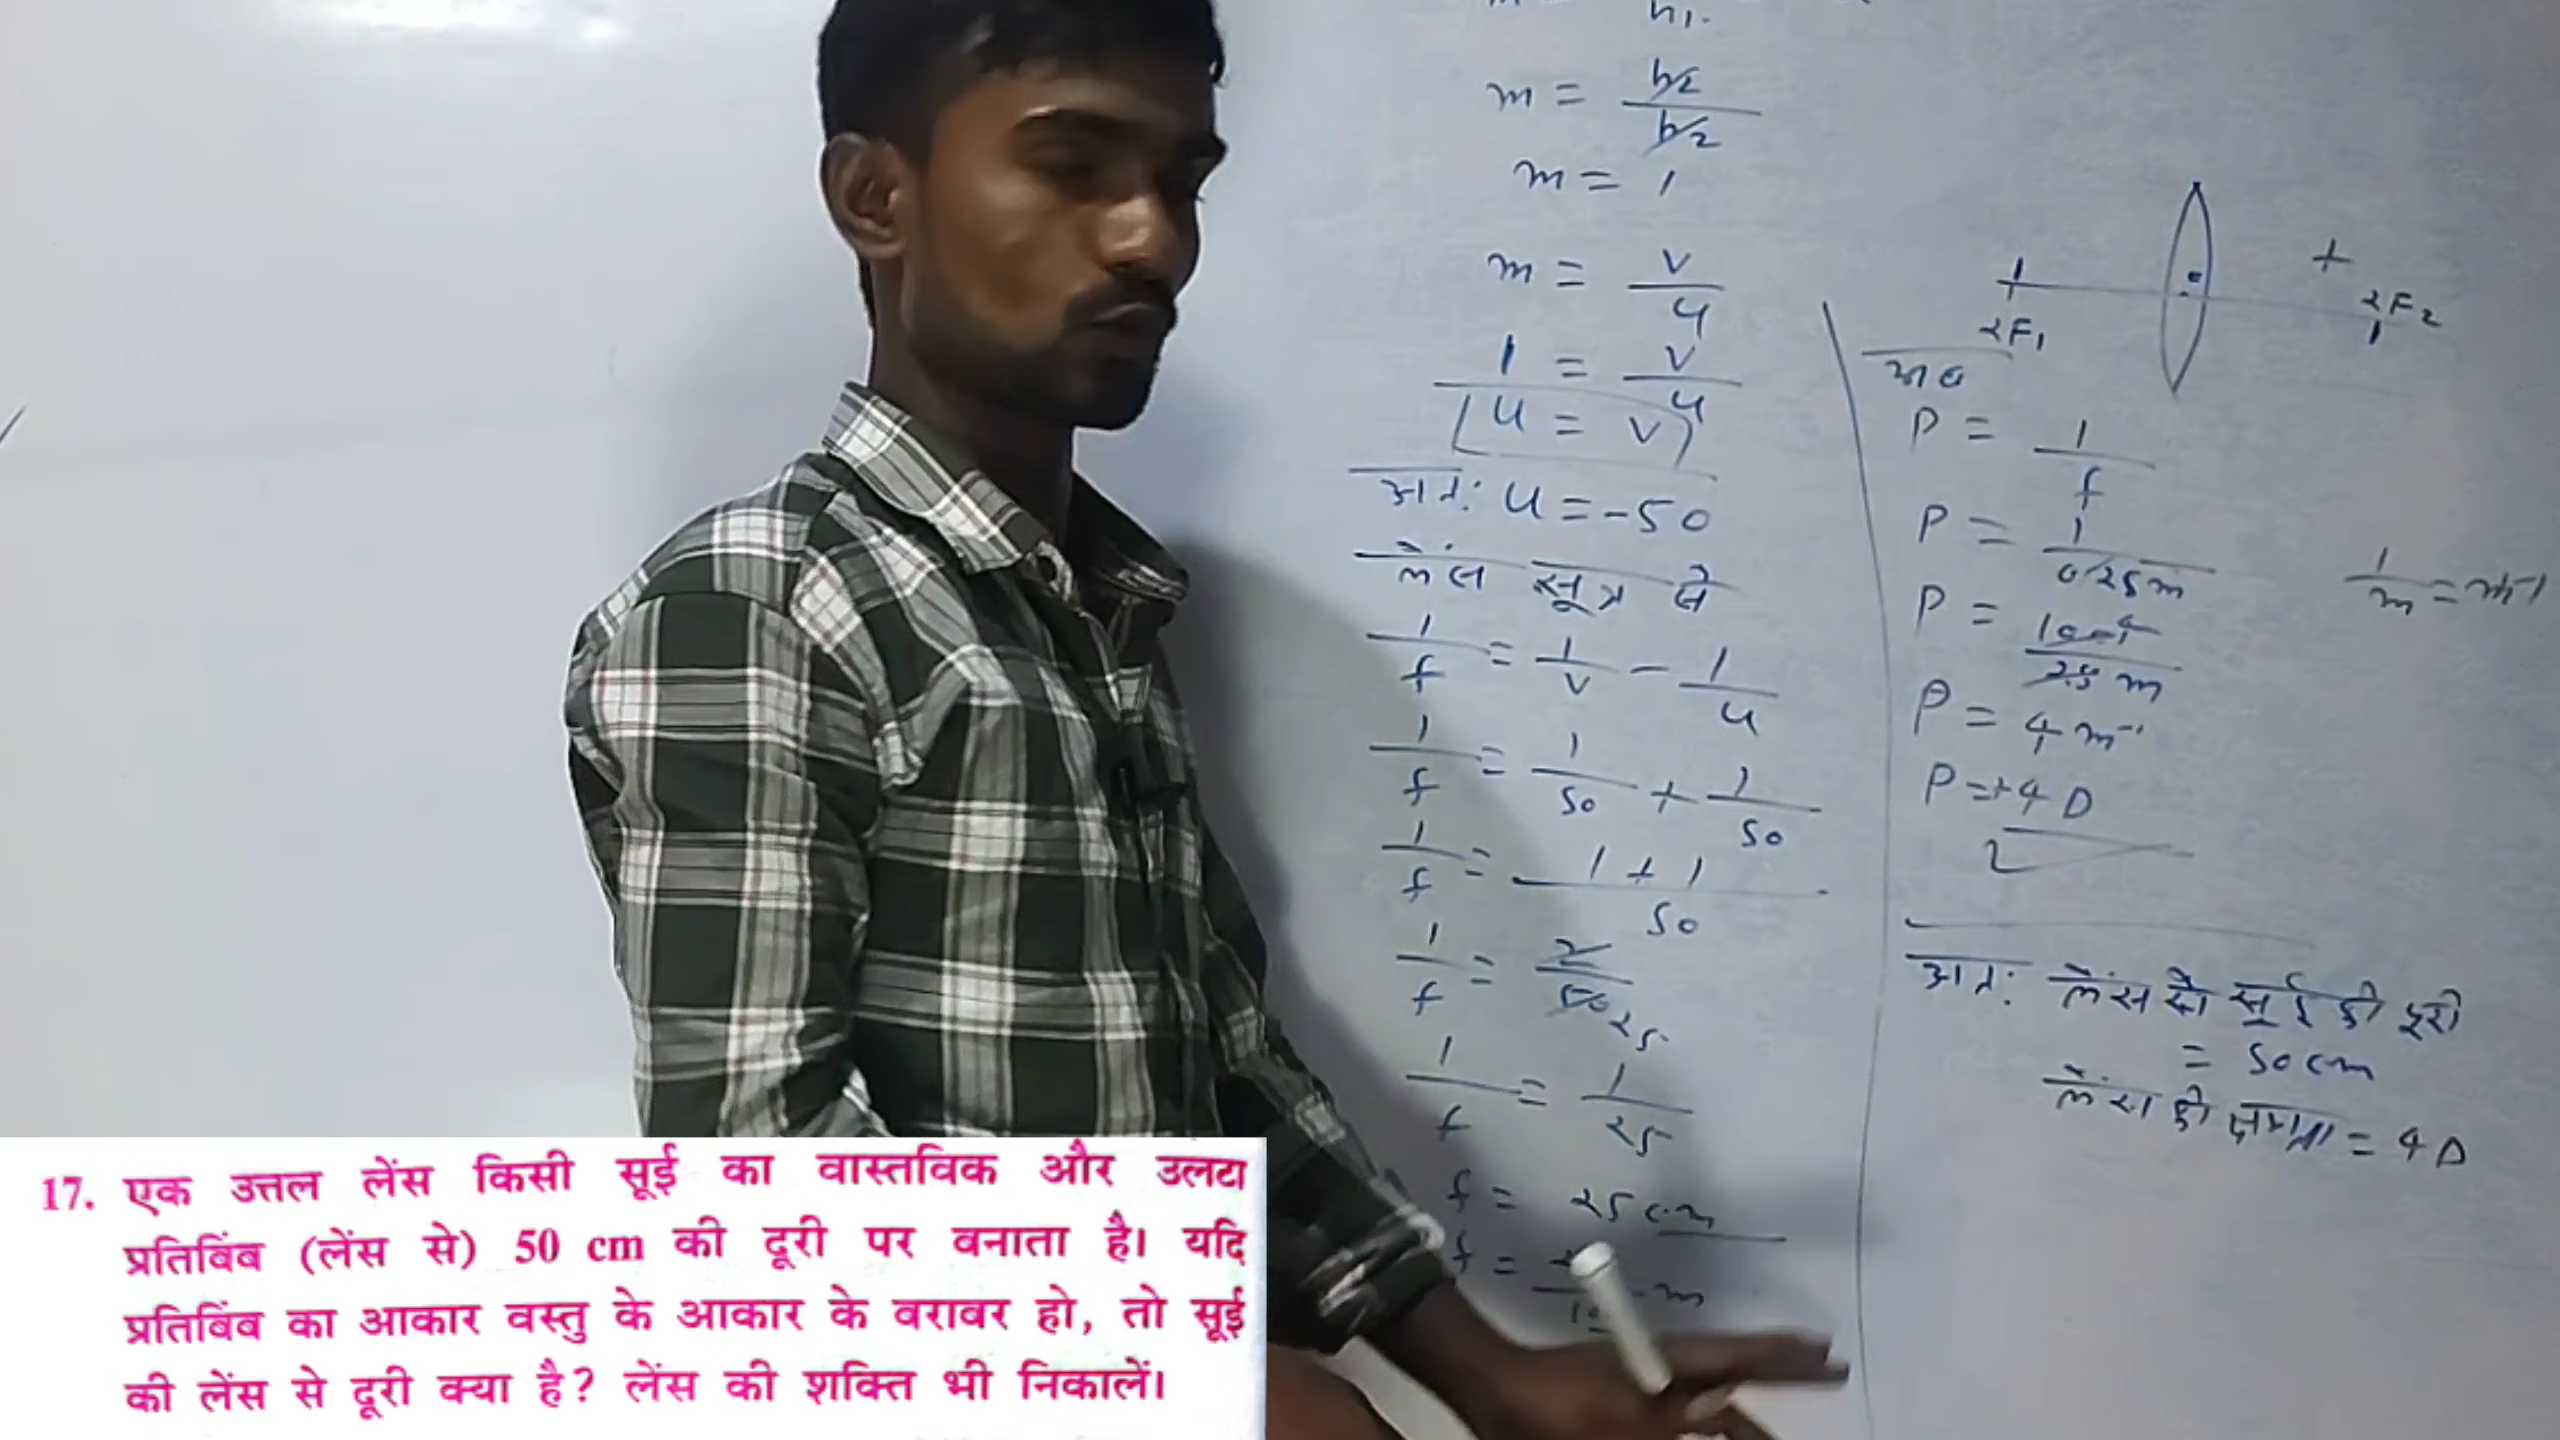 h1.
m = h2 / h2
m = 1
m = v / u
1 = v / u
u = v
अतः u = -50
लेंस सूत्र से
1/f = 1/v - 1/u
1/f = 1/50 + 1/50
1/f = 1+1 / 50
1/f = 2/50 25
1/f = 1/25
f = 25 cm
f = m
+
2F1
2F2
P = 1/f
P = 1/0.25m
1/m = m-1
P = 100 4 / 25 m
P = 4 m-1
P = +4 D
अतः लेंस से सूई की दूरी
= 50 cm
लेंस की क्षमता = 4 D
17. एक उत्तल लेंस किसी सूई का वास्तविक और उलटा
प्रतिबिंब (लेंस से) 50 cm की दूरी पर बनाता है। यदि
प्रतिबिंब का आकार वस्तु के आकार के बराबर हो, तो सूई
की लेंस से दूरी क्या है? लेंस की शक्ति भी निकालें।